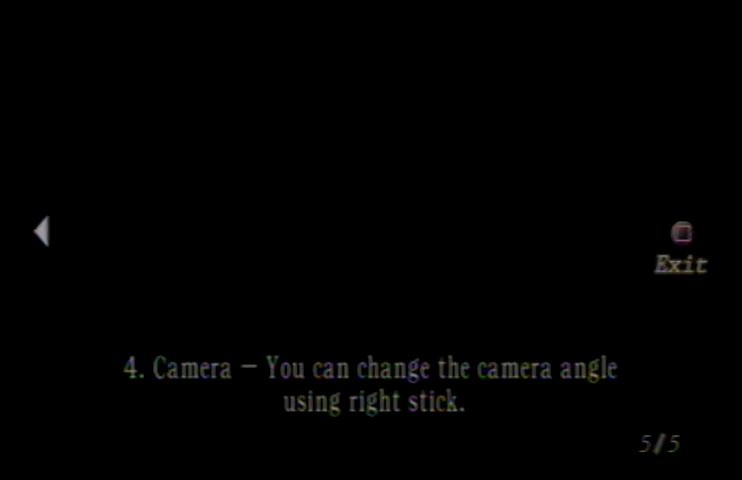 Exit
4. Camera – You can change the camera angle
using right stick.
5/5